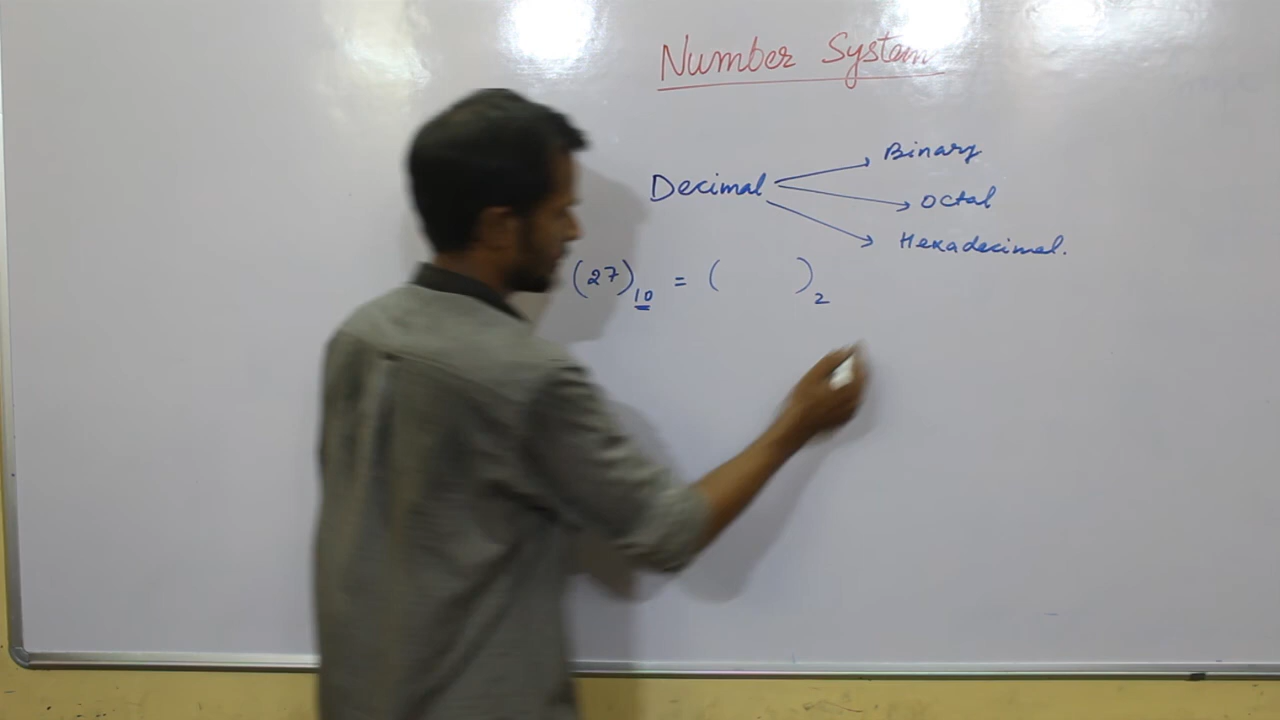 Number System
Decimal
Binary
Octal
Hexadecimal.
(27)10 = ( )2